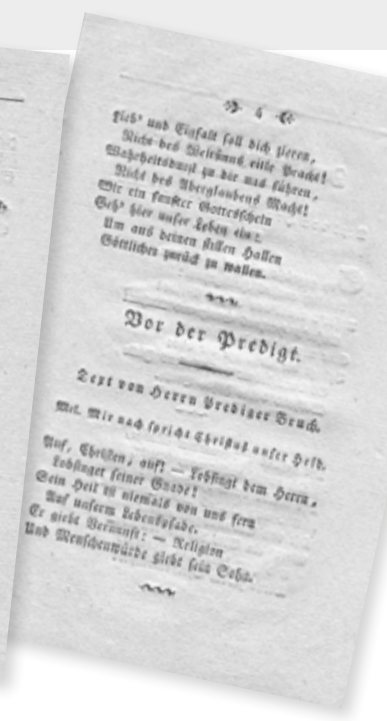 4
Lieb' und Einfalt soll dich zieren,
Nicht des Weltsinns eitle Pracht!
Wahrheitsdurst zu dir uns führen,
Nicht des Aberglaubens Macht!
Wie ein sanfter Gottesschein
Geh' hier unser Leben ein:
Um aus deinen stillen Hallen
Göttlicher zurück zu wallen.
Vor der Predigt.
Text von Herrn Prediger Bruch.
Mel. Mir nach spricht Christus unser Held.
Auf, Christen, auf! — Lobsingt dem Herrn,
Lobsinget seiner Gnade!
Sein Heil ist niemals von uns fern
Auf unserm Lebenspfade.
Er giebt Vernunft: — Religion
Und Menschenwürde giebt sein Sohn.